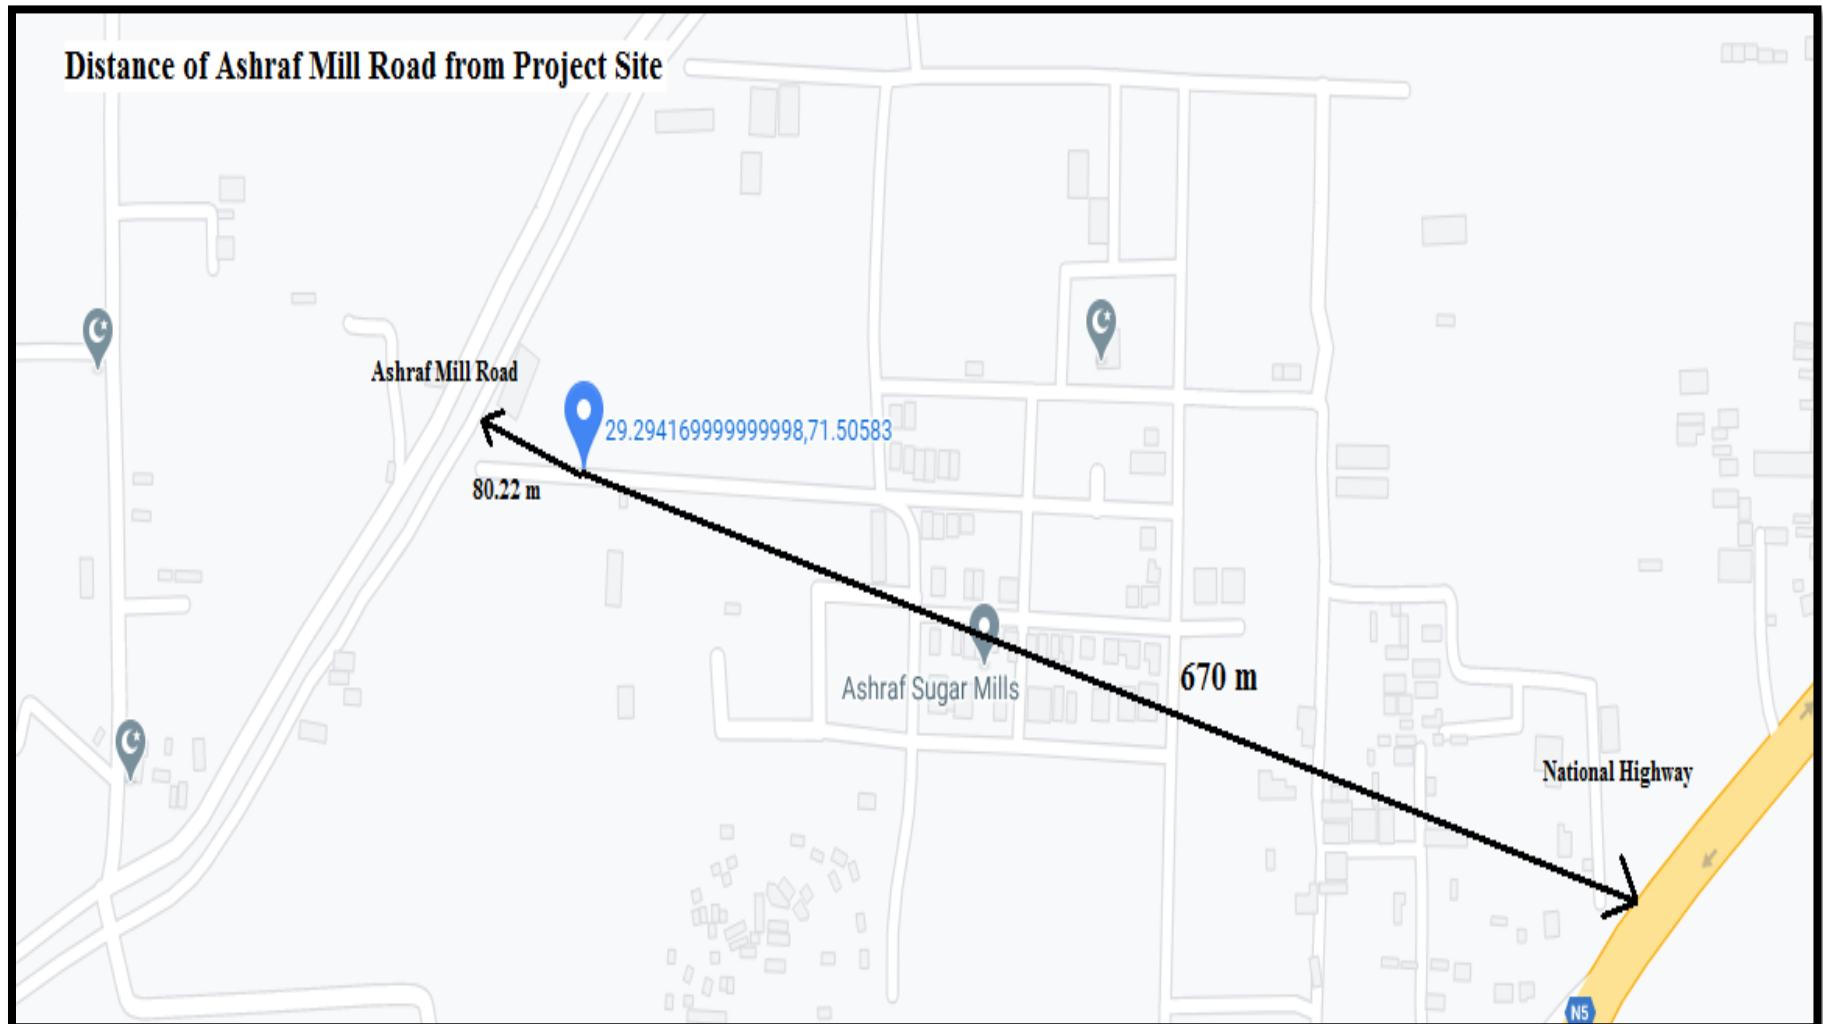 Distance of Ashraf Mill Road from Project Site
Ashraf Mill Road
29.294169999999998,71.50583
80.22 m
Ashraf Sugar Mills
670 m
National Highway
N5